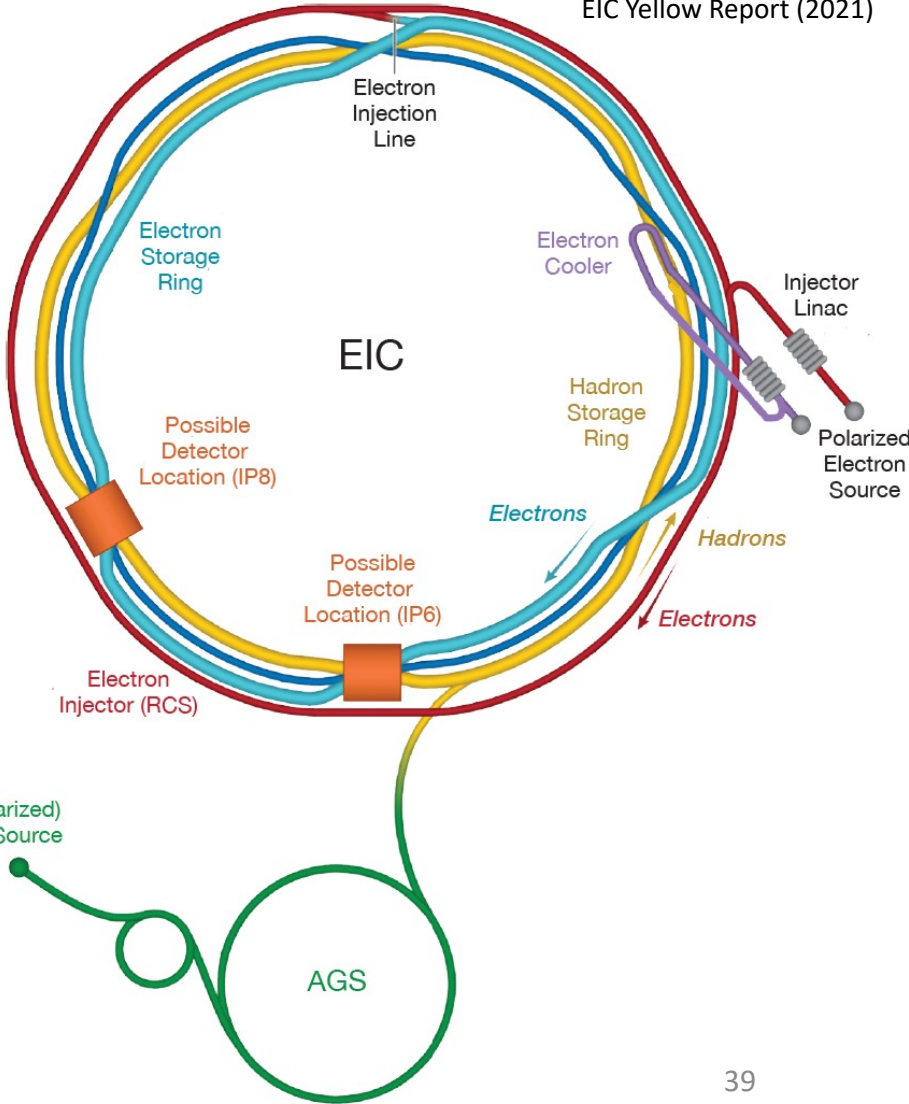 EIC Yellow Report (2021)
Electron
Injection
Line
Electron
Storage
Ring
Electron
Cooler
Injector
Linac
EIC
Hadron
Storage
Ring
Polarized
Electron
Source
Possible
Detector
Location (IP8)
Electrons
Hadrons
Possible
Detector
Location (IP6)
Electrons
Electron
Injector (RCS)
arized)
Source
AGS
39